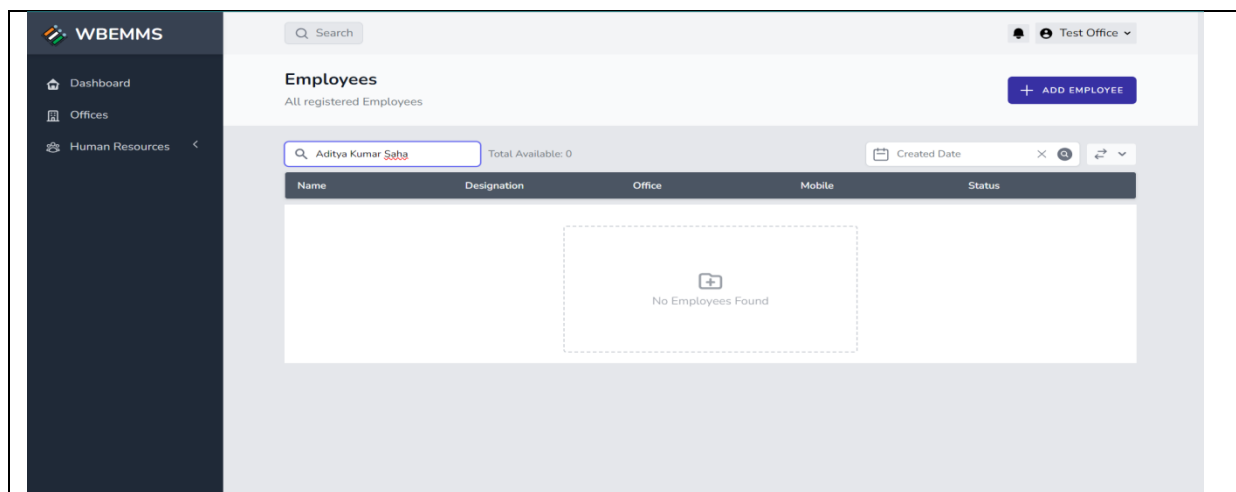 WBEMMS
Search
Test Office
Dashboard
Offices
Human Resources
Employees
All registered Employees
ADD EMPLOYEE
Aditya Kumar Saha
Total Available: 0
Created Date
Name Designation Office Mobile Status
No Employees Found